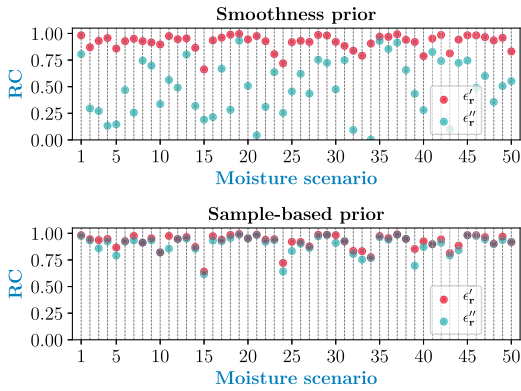 Smoothness prior
RC
1.00
0.75
0.50
0.25
0.00
ϵ′r
ϵ″r
1 5 10 15 20 25 30 35 40 45 50
Moisture scenario
Sample-based prior
RC
1.00
0.75
0.50
0.25
0.00
ϵ′r
ϵ″r
1 5 10 15 20 25 30 35 40 45 50
Moisture scenario